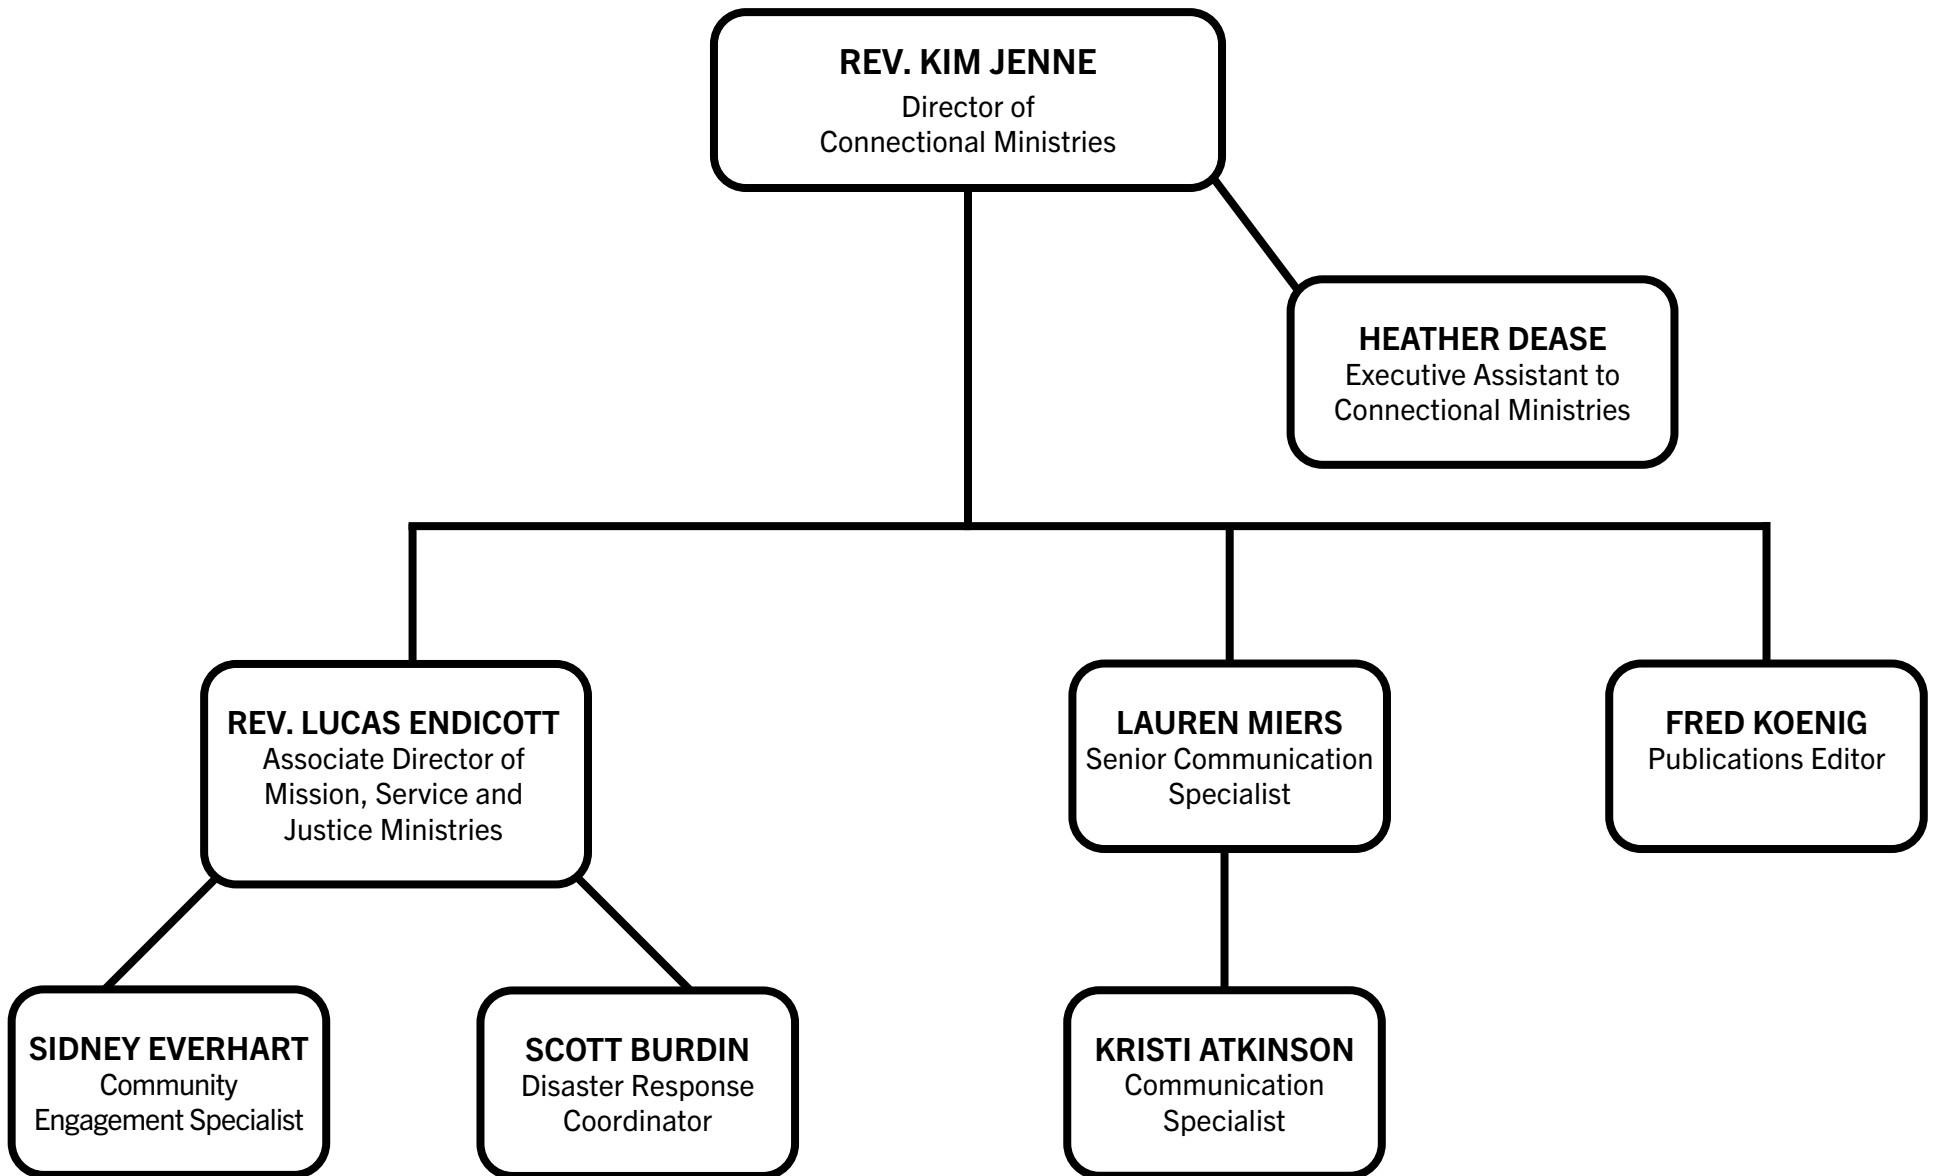 REV. KIM JENNE
Director of
Connectional Ministries
HEATHER DEASE
Executive Assistant to
Connectional Ministries
REV. LUCAS ENDICOTT
Associate Director of
Mission, Service and
Justice Ministries
LAUREN MIERS
Senior Communication
Specialist
FRED KOENIG
Publications Editor
SIDNEY EVERHART
Community
Engagement Specialist
SCOTT BURDIN
Disaster Response
Coordinator
KRISTI ATKINSON
Communication
Specialist